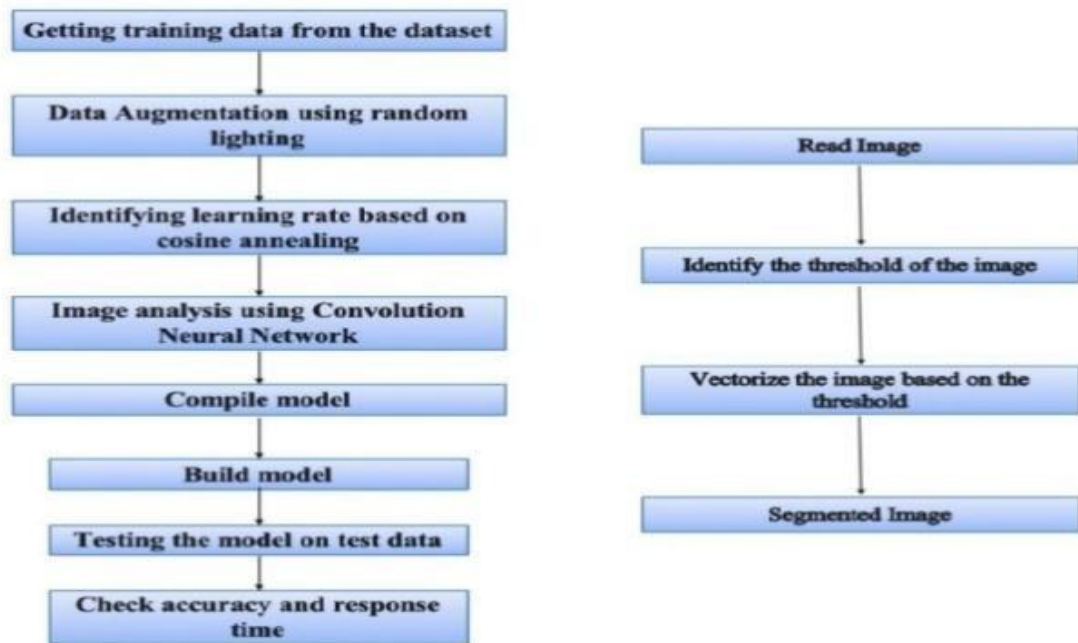 Getting training data from the dataset
Data Augmentation using random
lighting
Identifying learning rate based on
cosine annealing
Image analysis using Convolution
Neural Network
Compile model
Build model
Testing the model on test data
Check accuracy and response
time
Read Image
Identify the threshold of the image
Vectorize the image based on the
threshold
Segmented Image